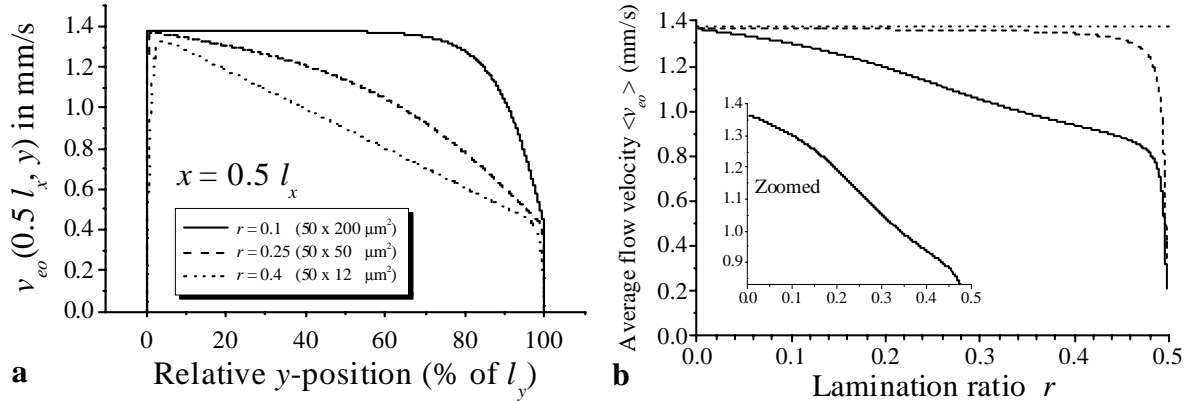 v_eo (0.5 l_x, y) in mm/s
1.4
1.2
1.0
0.8
0.6
0.4
0.2
0.0
x = 0.5 l_x
r = 0.1 (50 x 200 μm²)
r = 0.25 (50 x 50 μm²)
r = 0.4 (50 x 12 μm²)
0 20 40 60 80 100
Relative y-position (% of l_y)
a
Average flow velocity <v_eo> (mm/s)
1.4
1.2
1.0
0.8
0.6
0.4
0.2
0.0
1.4
1.3
1.2
1.1
1.0
0.9
Zoomed
0.0 0.1 0.2 0.3 0.4 0.5
0.0 0.1 0.2 0.3 0.4 0.5
Lamination ratio r
b